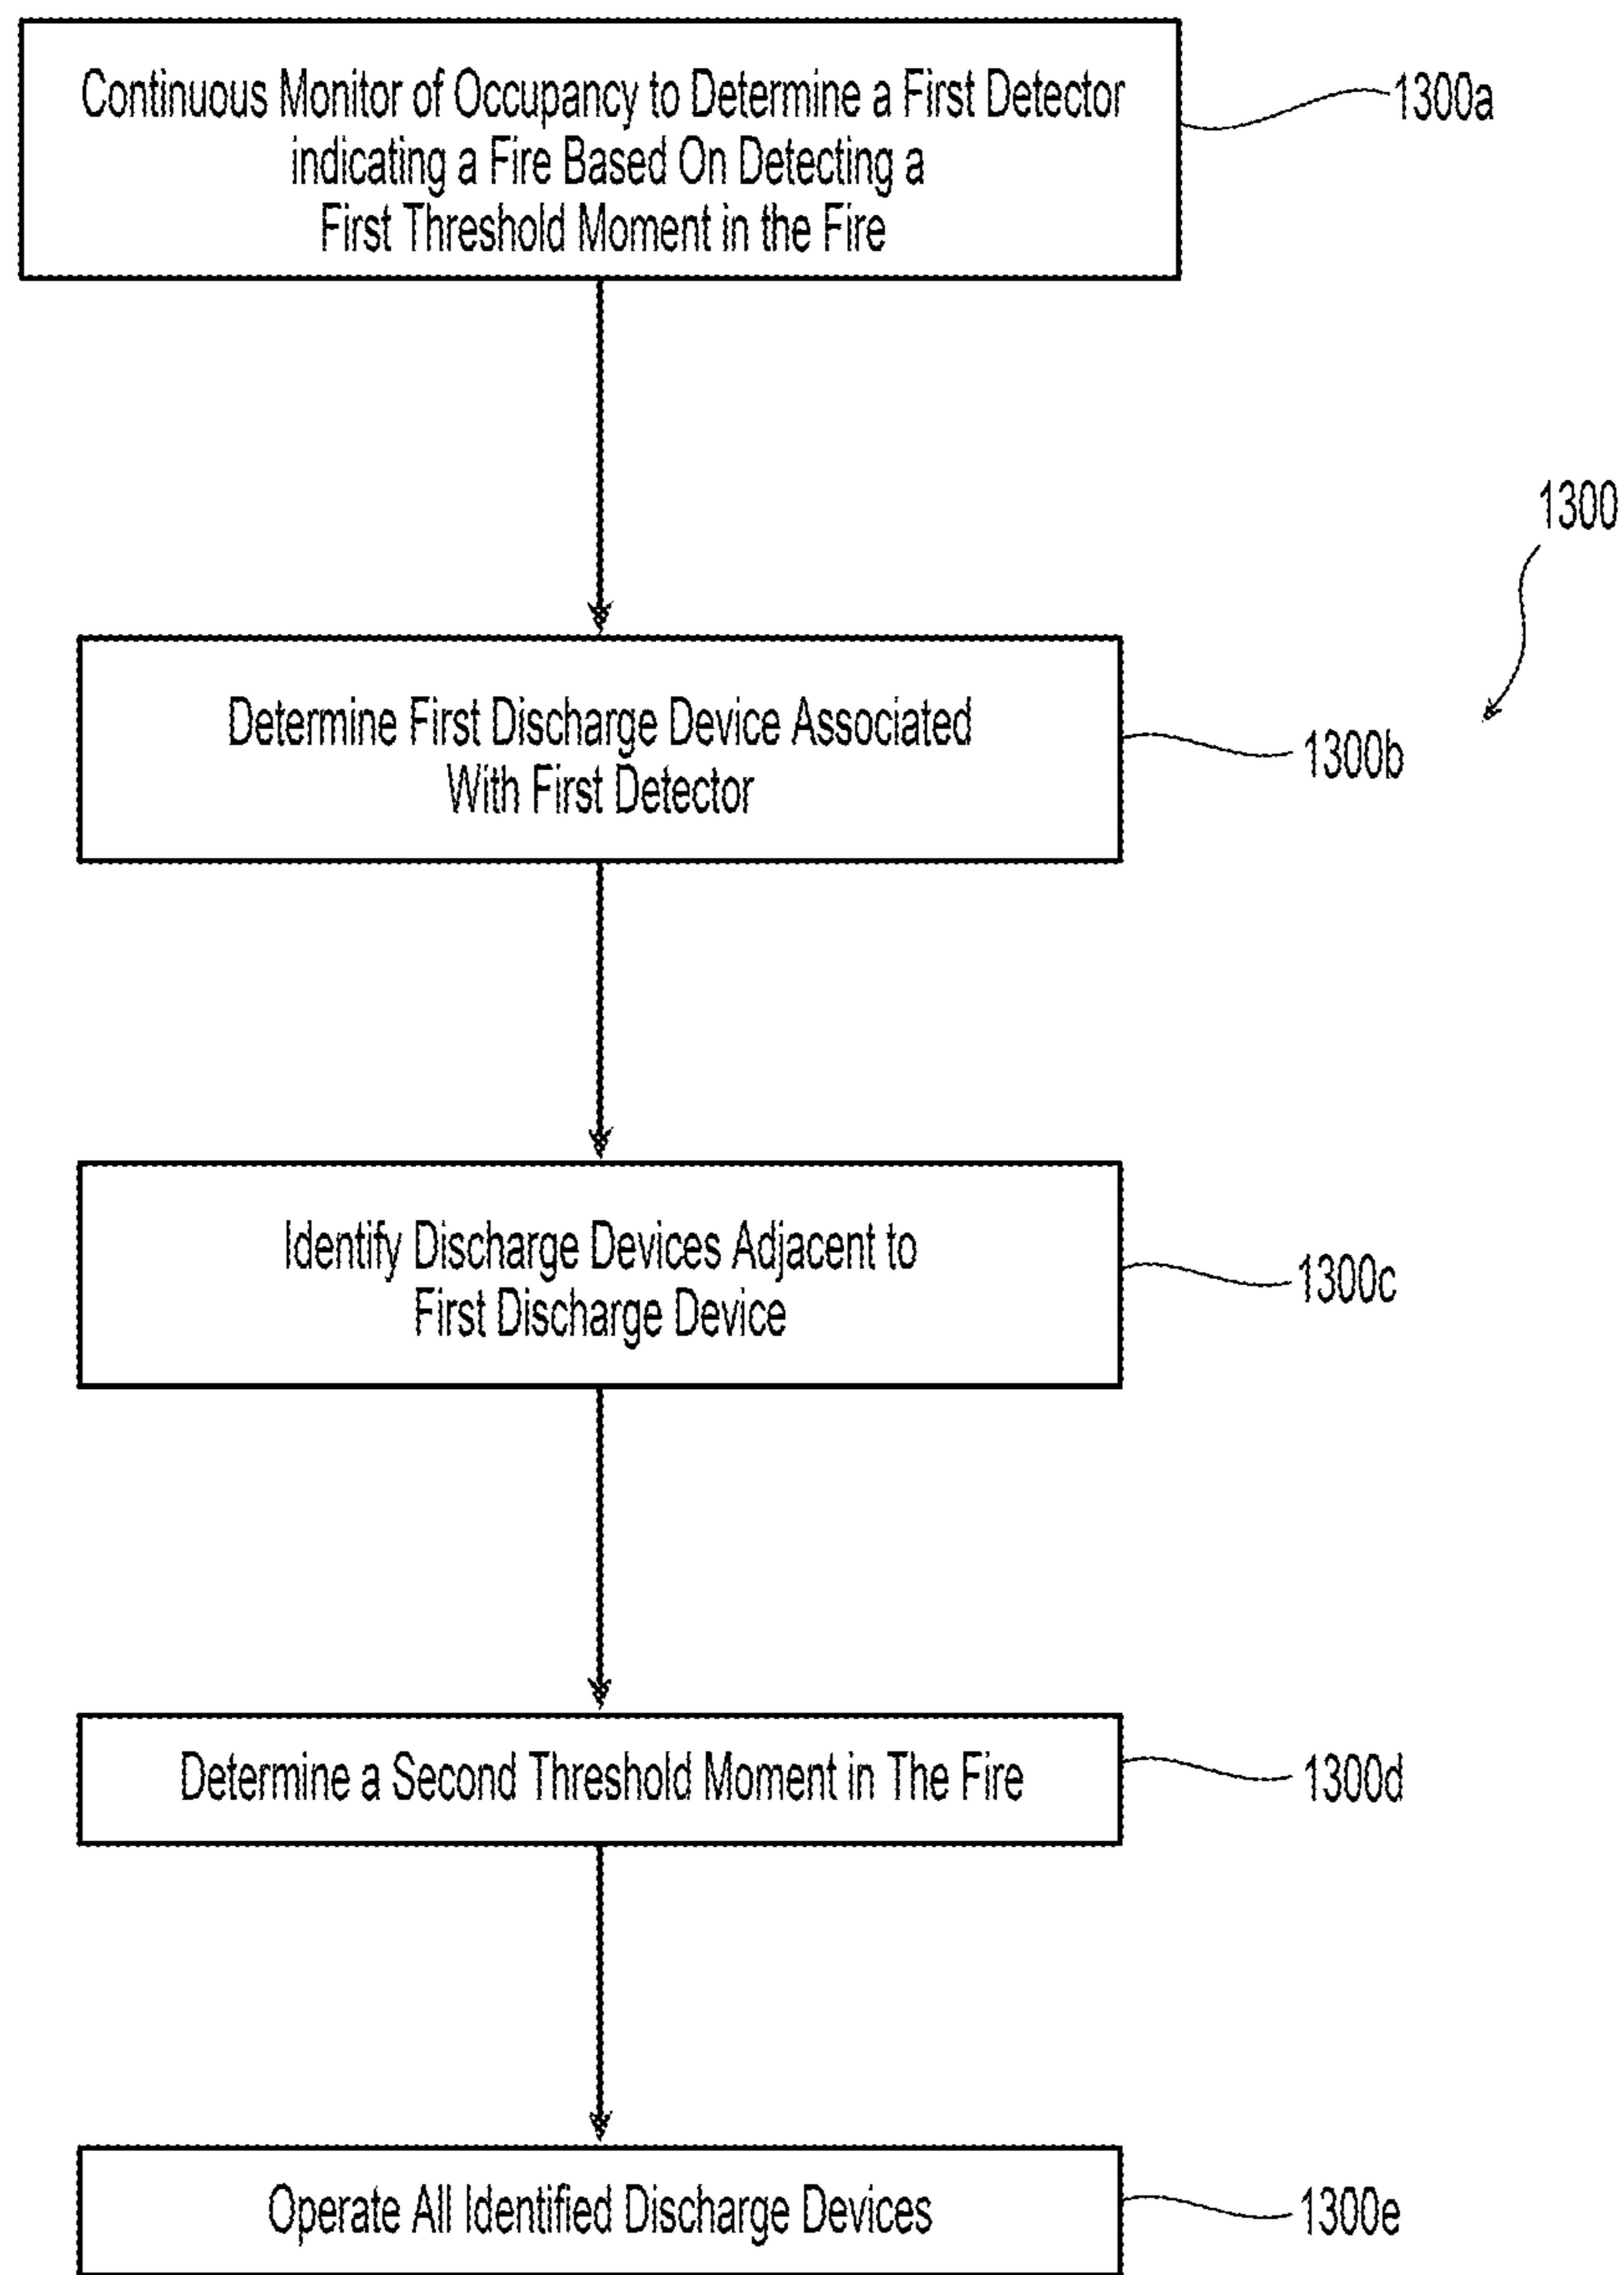 Continuous Monitor of Occupancy to Determine a First Detector
indicating a Fire Based On Detecting a
First Threshold Moment in the Fire
1300a
1300
Determine First Discharge Device Associated
With First Detector
1300b
Identify Discharge Devices Adjacent to
First Discharge Device
1300c
Determine a Second Threshold Moment in The Fire
1300d
Operate All Identified Discharge Devices
1300e